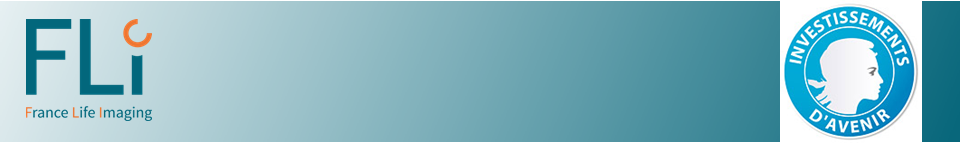 FLi
France Life Imaging
INVESTISSEMENTS
D'AVENIR